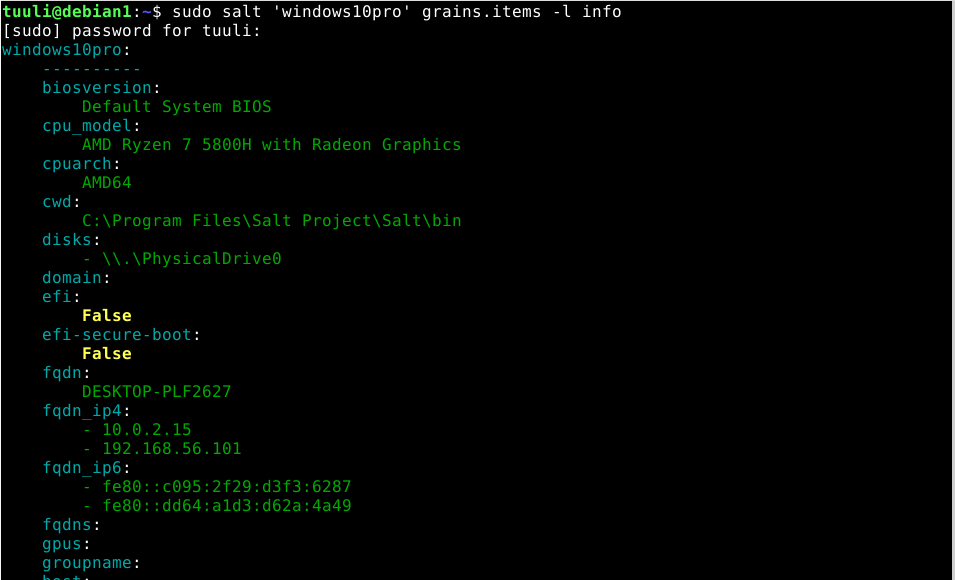 tuuli@debian1:~$ sudo salt 'windows10pro' grains.items -l info
[sudo] password for tuuli:
windows10pro:
    ----------
    biosversion:
        Default System BIOS
    cpu_model:
        AMD Ryzen 7 5800H with Radeon Graphics
    cpuarch:
        AMD64
    cwd:
        C:\Program Files\Salt Project\Salt\bin
    disks:
        - \\.\PhysicalDrive0
    domain:
    efi:
        False
    efi-secure-boot:
        False
    fqdn:
        DESKTOP-PLF2627
    fqdn_ip4:
        - 10.0.2.15
        - 192.168.56.101
    fqdn_ip6:
        - fe80::c095:2f29:d3f3:6287
        - fe80::dd64:a1d3:d62a:4a49
    fqdns:
    gpus:
    groupname: